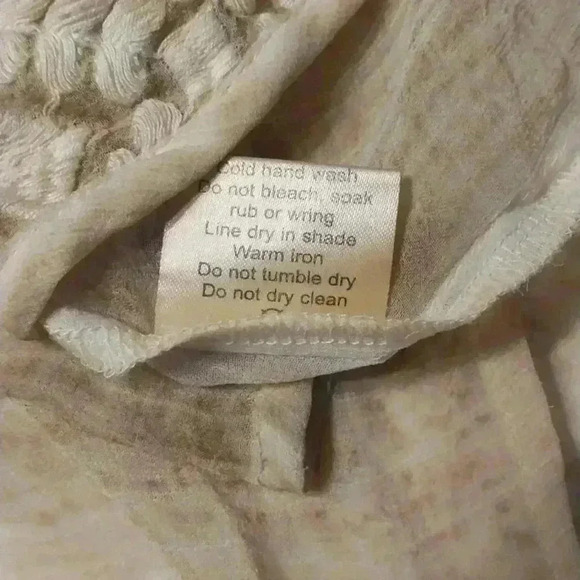 Cold hand wash
Do not bleach, soak
rub or wring
Line dry in shade
Warm iron
Do not tumble dry
Do not dry clean